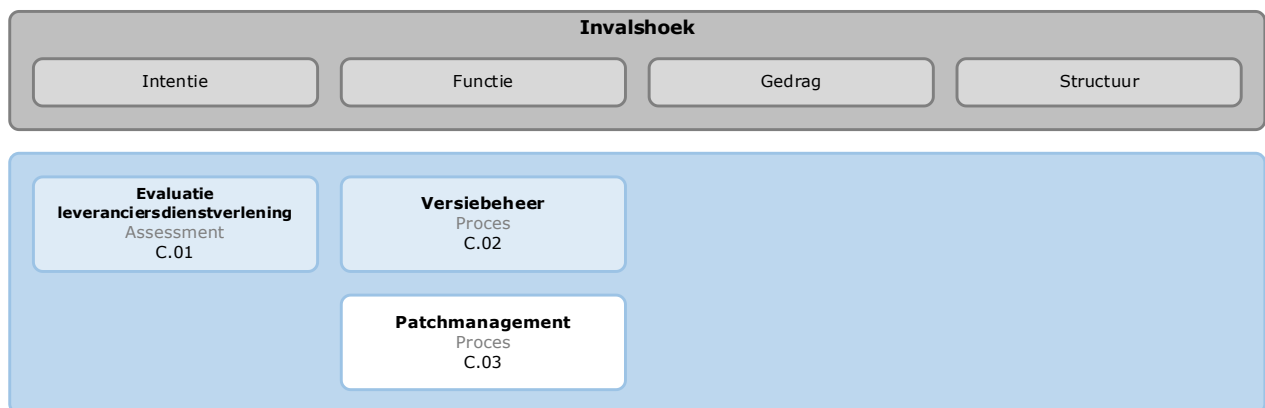 Invalshoek
Intentie
Functie
Gedrag
Structuur
Evaluatie
leveranciersdienstverlening
Assessment
C.01
Versiebeheer
Proces
C.02
Patchmanagement
Proces
C.03